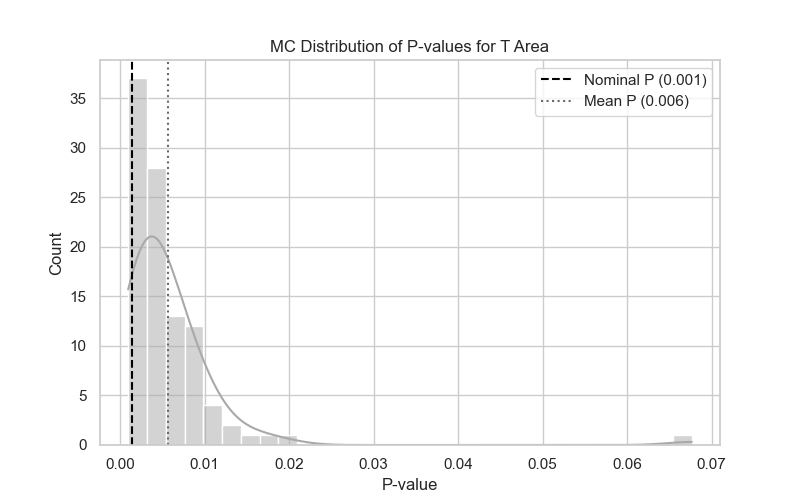 MC Distribution of P-values for T Area
Nominal P (0.001)
Mean P (0.006)
Count
35
30
25
20
15
10
5
0
0.00 0.01 0.02 0.03 0.04 0.05 0.06 0.07
P-value